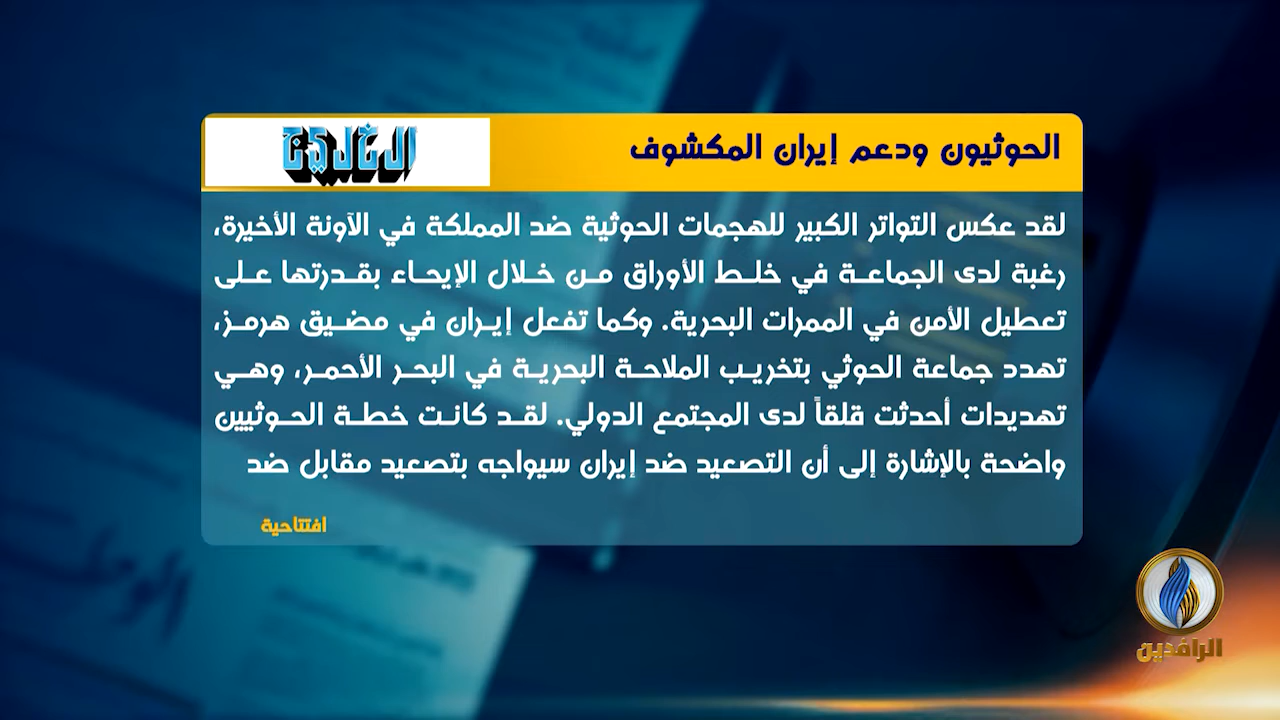 الحوثيون ودعم إيران المكشوف
الخليج
لقد عكس التواتر الكبير للهجمات الحوثية ضد المملكة في الآونة الأخيرة،
رغبة لدى الجماعة في خلط الأوراق من خلال الإيحاء بقدرتها على
تعطيل الأمن في الممرات البحرية. وكما تفعل إيران في مضيق هرمز،
تهدد جماعة الحوثي بتخريب الملاحة البحرية في البحر الأحمر، وهي
تهديدات أحدثت قلقاً لدى المجتمع الدولي. لقد كانت خطة الحوثيين
واضحة بالإشارة إلى أن التصعيد ضد إيران سيواجه بتصعيد مقابل ضد
افتتاحية
الرافدين